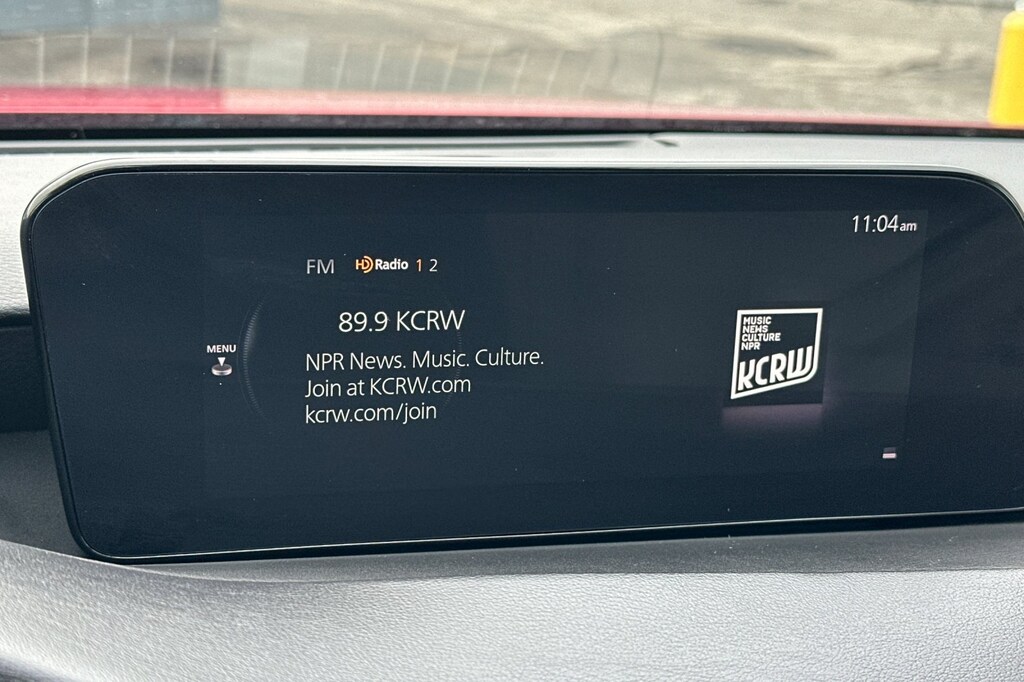 11:04am
FM HD Radio 1 2
89.9 KCRW
MENU
NPR News. Music. Culture.
Join at KCRW.com
kcrw.com/join
MUSIC
NEWS
CULTURE
NPR
KCRW